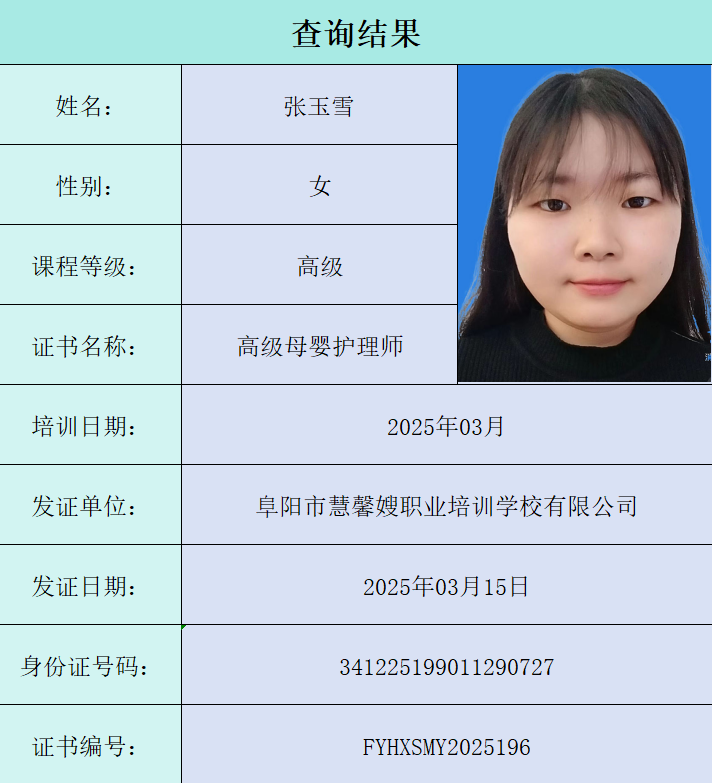 查询结果
姓名： 张玉雪
性别： 女
课程等级： 高级
证书名称： 高级母婴护理师
培训日期： 2025年03月
发证单位： 阜阳市慧馨嫂职业培训学校有限公司
发证日期： 2025年03月15日
身份证号码： 341225199011290727
证书编号： FYHXSMY2025196